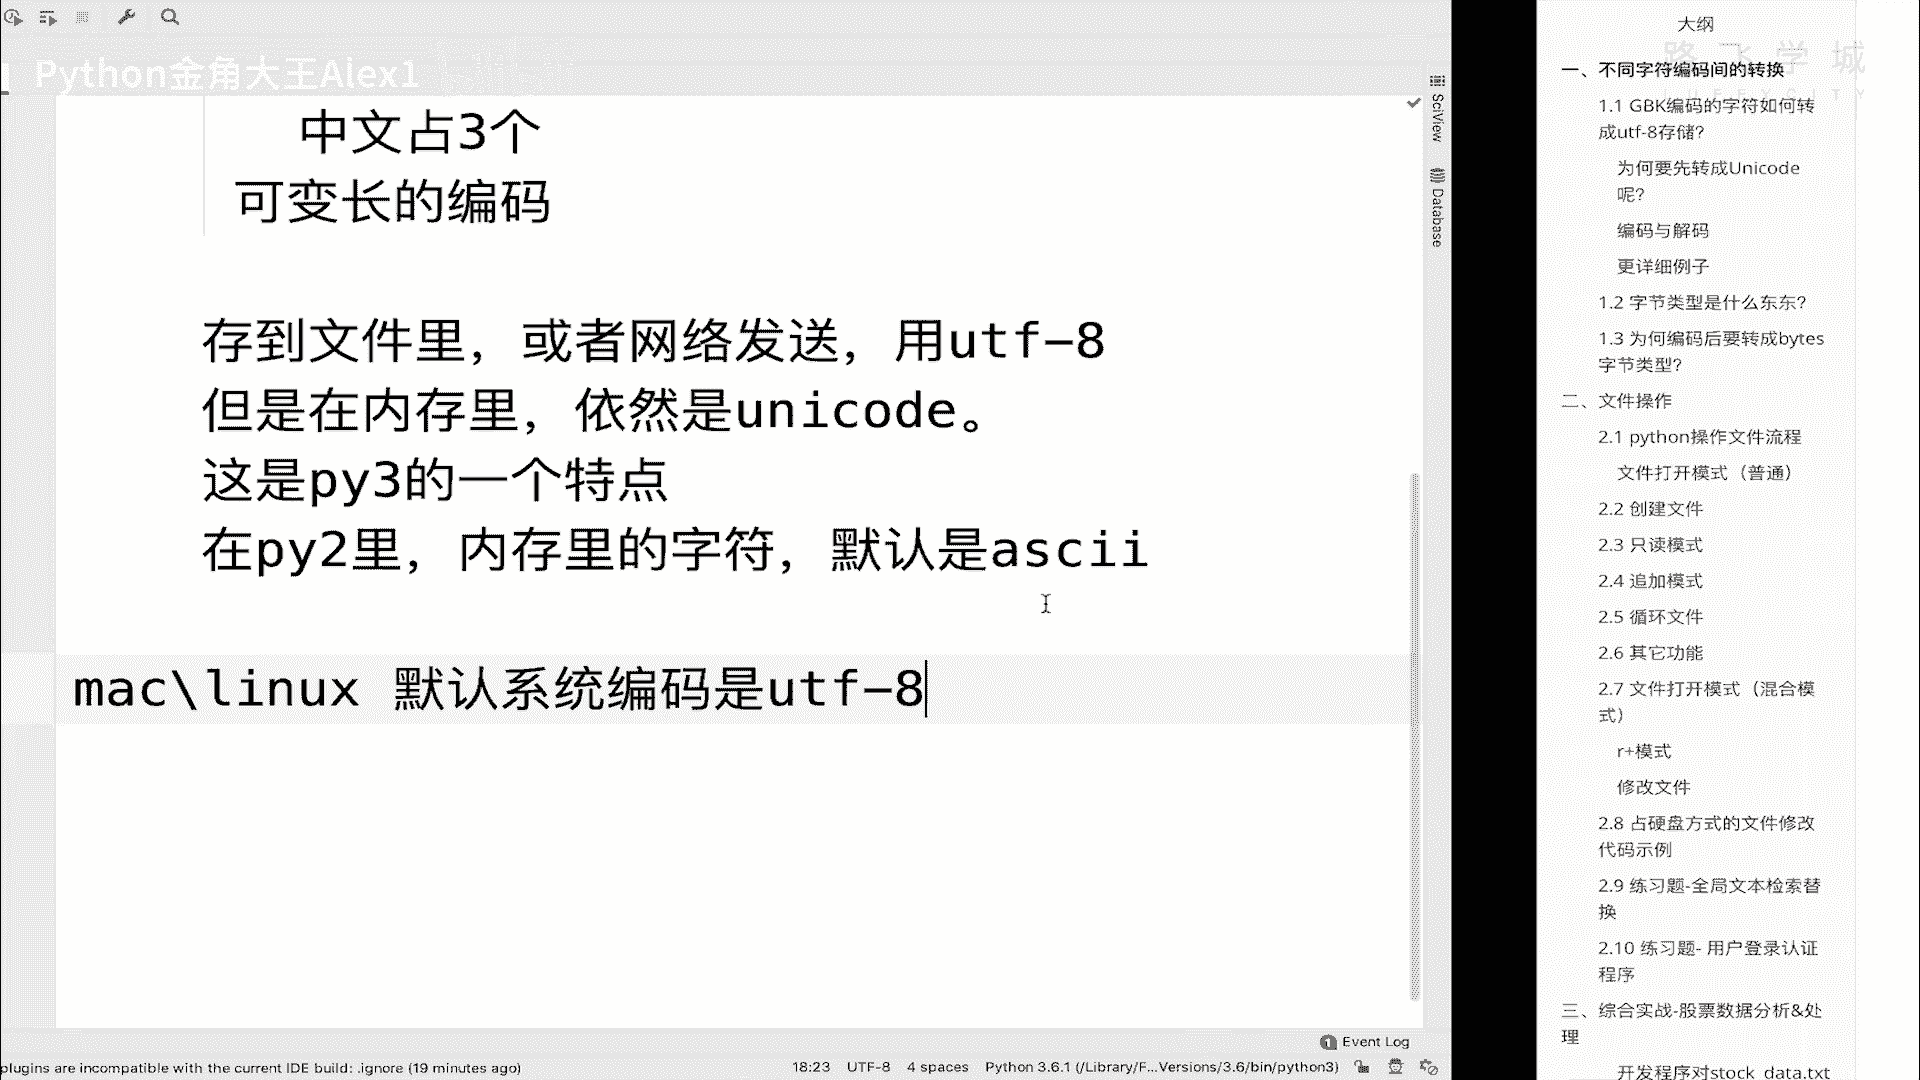 Python金角大王Alex1
中文占3个
可变长的编码
存到文件里，或者网络发送，用utf-8
但是在内存里，依然是unicode。
这是py3的一个特点
在py2里，内存里的字符，默认是ascii
mac\linux 默认系统编码是utf-8
SciView
Database
Event Log
plugins are incompatible with the current IDE build: .ignore (19 minutes ago)
18:23 UTF-8 4 spaces Python 3.6.1 (/Library/F...Versions/3.6/bin/python3)
大纲
路飞学城
LUFFYCITY
一、不同字符编码间的转换
1.1 GBK编码的字符如何转
成utf-8存储？
为何要先转成Unicode
呢？
编码与解码
更详细例子
1.2 字节类型是什么东东？
1.3 为何编码后要转成bytes
字节类型？
二、文件操作
2.1 python操作文件流程
文件打开模式（普通）
2.2 创建文件
2.3 只读模式
2.4 追加模式
2.5 循环文件
2.6 其它功能
2.7 文件打开模式（混合模
式）
r+模式
修改文件
2.8 占硬盘方式的文件修改
代码示例
2.9 练习题-全局文本检索替
换
2.10 练习题- 用户登录认证
程序
三、综合实战-股票数据分析&处
理
开发程序对stock_data.txt